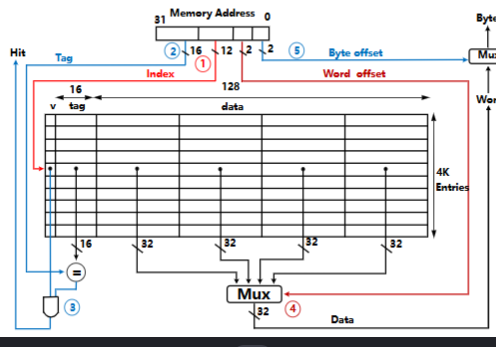 Memory Address
31 0
Byte
Hit
2 16 1 12 2 2 5 Byte offset
Tag
Mux
Index Word offset
16 128
v tag data
Wor
4K
Entries
16 32 32 32 32
=
3
Mux 4
32 Data